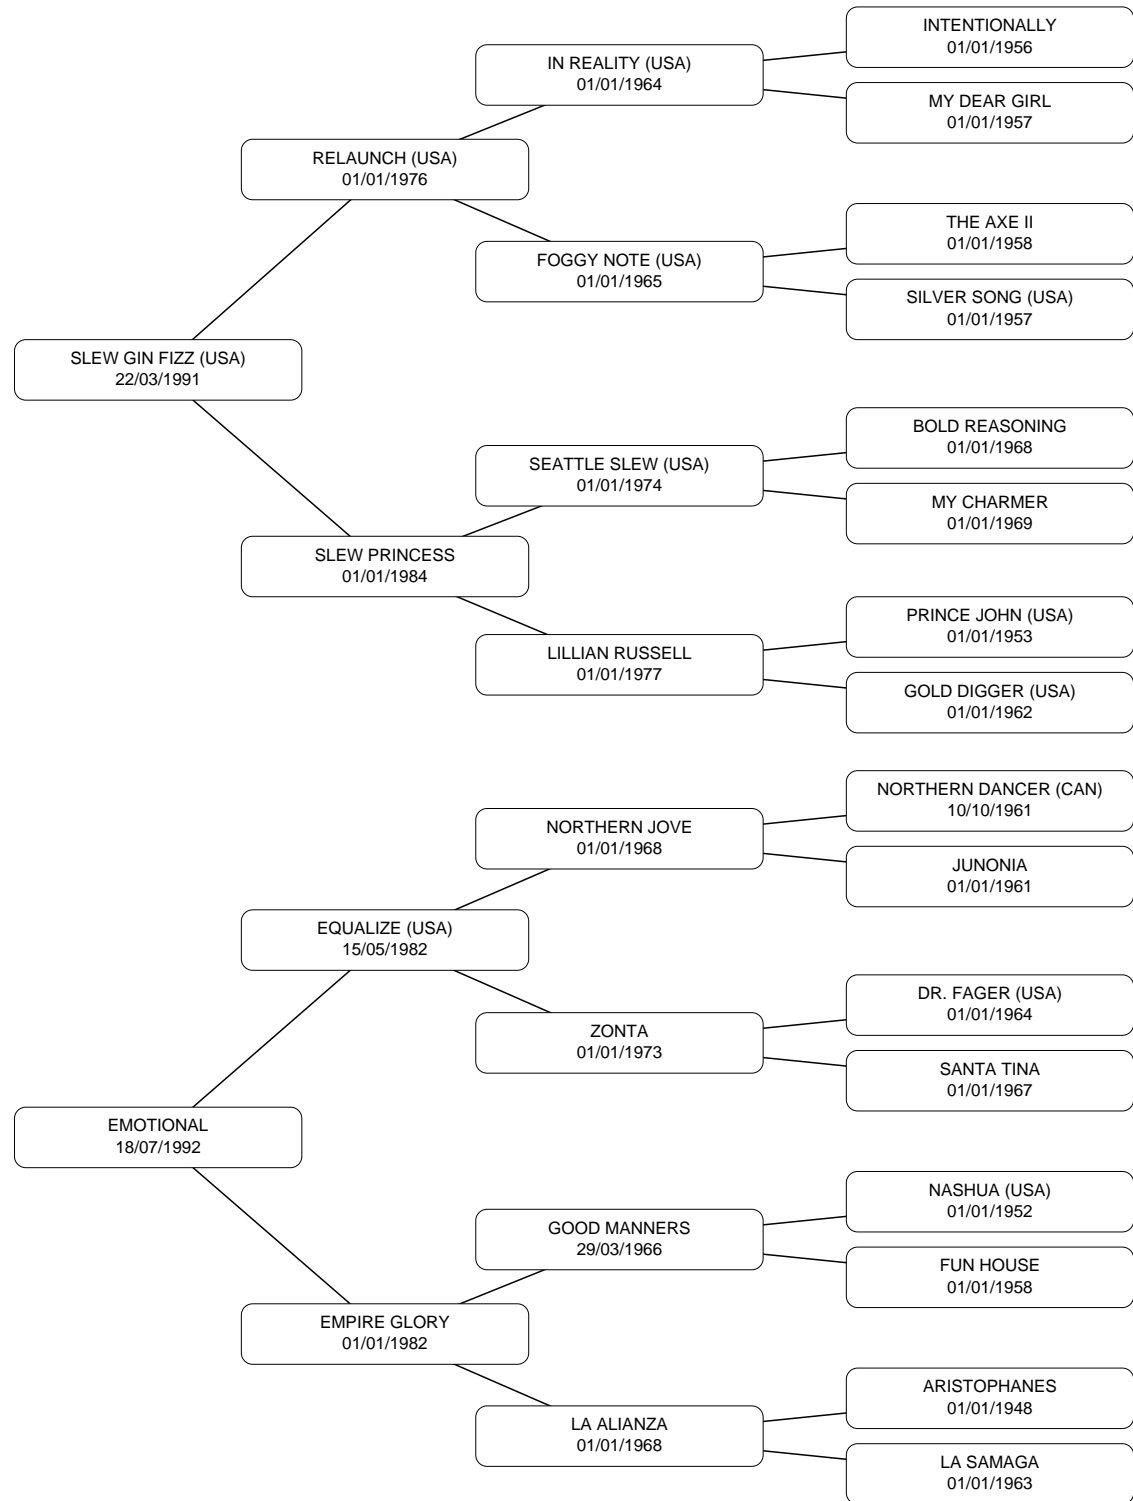 INTENTIONALLY
01/01/1956
IN REALITY (USA)
01/01/1964
MY DEAR GIRL
01/01/1957
RELAUNCH (USA)
01/01/1976
THE AXE II
01/01/1958
FOGGY NOTE (USA)
01/01/1965
SILVER SONG (USA)
01/01/1957
SLEW GIN FIZZ (USA)
22/03/1991
BOLD REASONING
01/01/1968
SEATTLE SLEW (USA)
01/01/1974
MY CHARMER
01/01/1969
SLEW PRINCESS
01/01/1984
PRINCE JOHN (USA)
01/01/1953
LILLIAN RUSSELL
01/01/1977
GOLD DIGGER (USA)
01/01/1962
NORTHERN DANCER (CAN)
10/10/1961
NORTHERN JOVE
01/01/1968
JUNONIA
01/01/1961
EQUALIZE (USA)
15/05/1982
DR. FAGER (USA)
01/01/1964
ZONTA
01/01/1973
SANTA TINA
01/01/1967
EMOTIONAL
18/07/1992
NASHUA (USA)
01/01/1952
GOOD MANNERS
29/03/1966
FUN HOUSE
01/01/1958
EMPIRE GLORY
01/01/1982
ARISTOPHANES
01/01/1948
LA ALIANZA
01/01/1968
LA SAMAGA
01/01/1963